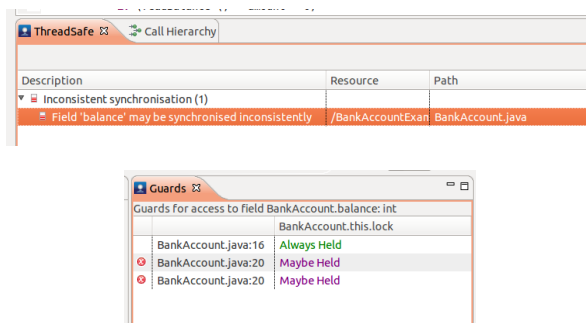 ThreadSafe Call Hierarchy
Description Resource Path
Inconsistent synchronisation (1)
Field 'balance' may be synchronised inconsistently /BankAccountExan BankAccount.java
Guards
Guards for access to field BankAccount.balance: int
BankAccount.this.lock
BankAccount.java:16 Always Held
BankAccount.java:20 Maybe Held
BankAccount.java:20 Maybe Held